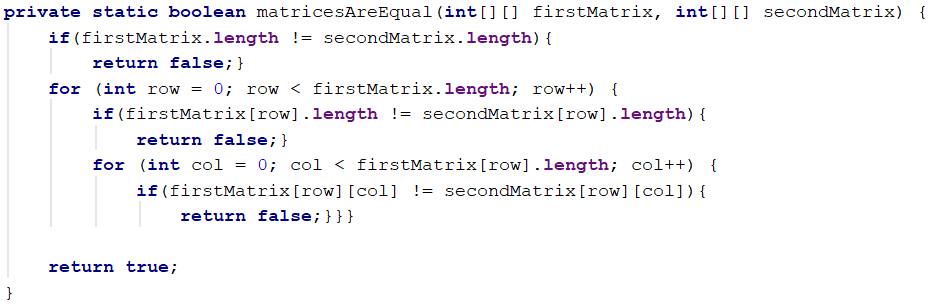 private static boolean matricesAreEqual(int[][] firstMatrix, int[][] secondMatrix) {
    if(firstMatrix.length != secondMatrix.length){
        return false;}
    for (int row = 0; row < firstMatrix.length; row++) {
        if(firstMatrix[row].length != secondMatrix[row].length){
            return false;}
        for (int col = 0; col < firstMatrix[row].length; col++) {
            if(firstMatrix[row][col] != secondMatrix[row][col]){
                return false;}}}

    return true;
}